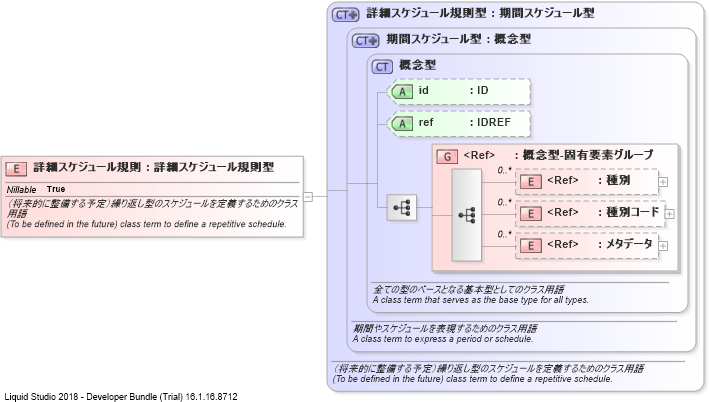 CT 詳細スケジュール規則型 : 期間スケジュール型
CT 期間スケジュール型 : 概念型
CT 概念型
A id : ID
A ref : IDREF
G <Ref> : 概念型-固有要素グループ
0..*
E <Ref> : 種別
0..*
E <Ref> : 種別コード
0..*
E <Ref> : メタデータ
E 詳細スケジュール規則 : 詳細スケジュール規則型
Nillable True
(将来的に整備する予定)繰り返し型のスケジュールを定義するためのクラス
用語
(To be defined in the future) class term to define a repetitive schedule.
全ての型のベースとなる基本型としてのクラス用語
A class term that serves as the base type for all types.
期間やスケジュールを表現するためのクラス用語
A class term to express a period or schedule.
(将来的に整備する予定)繰り返し型のスケジュールを定義するためのクラス用語
(To be defined in the future) class term to define a repetitive schedule.
Liquid Studio 2018 - Developer Bundle (Trial) 16.1.16.8712